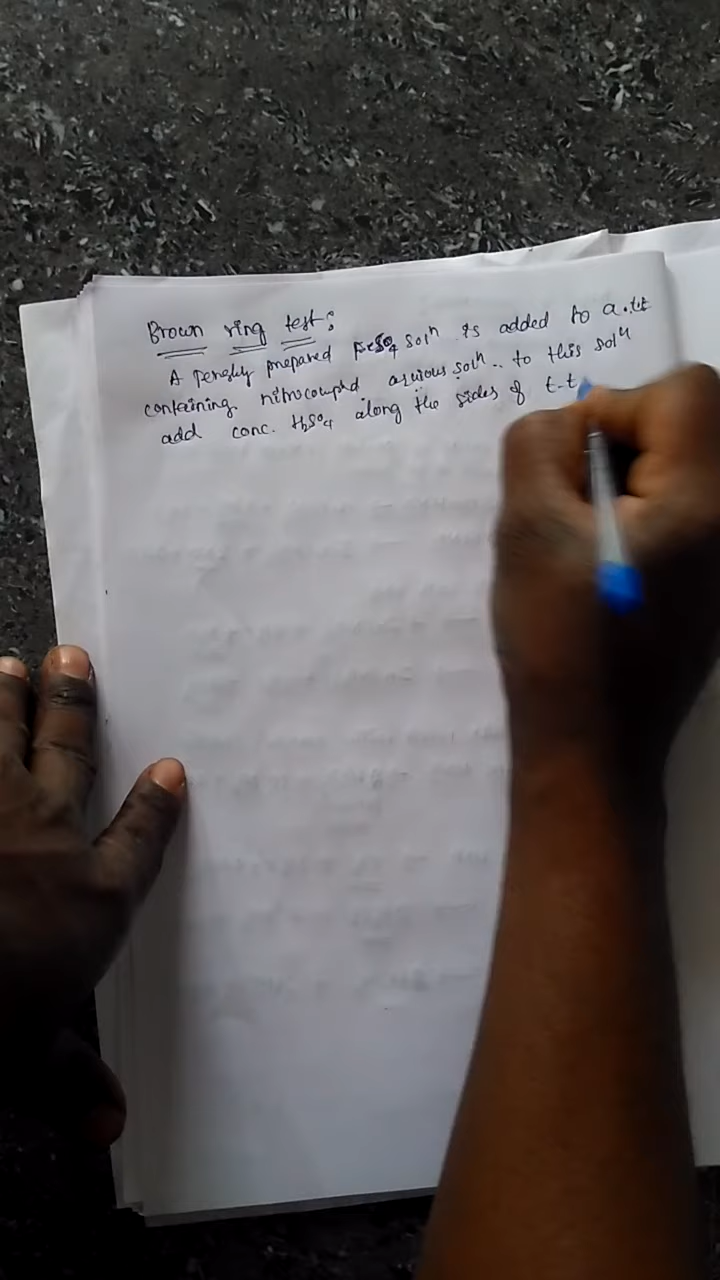 Brown ring test:
A freshly prepared FeSO4 solⁿ is added to a t.t
containing nitrocompd aqueous solⁿ.. to this solⁿ
add conc. H2SO4 along the sides of t.t